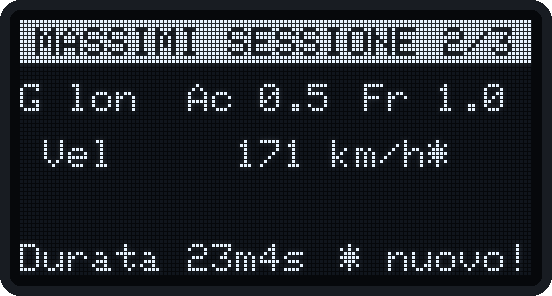 MASSIMI SESSIONE 2/3
G lon  Ac 0.5 Fr 1.0
Vel     171 km/h*
Durata 23m4s * nuovo!